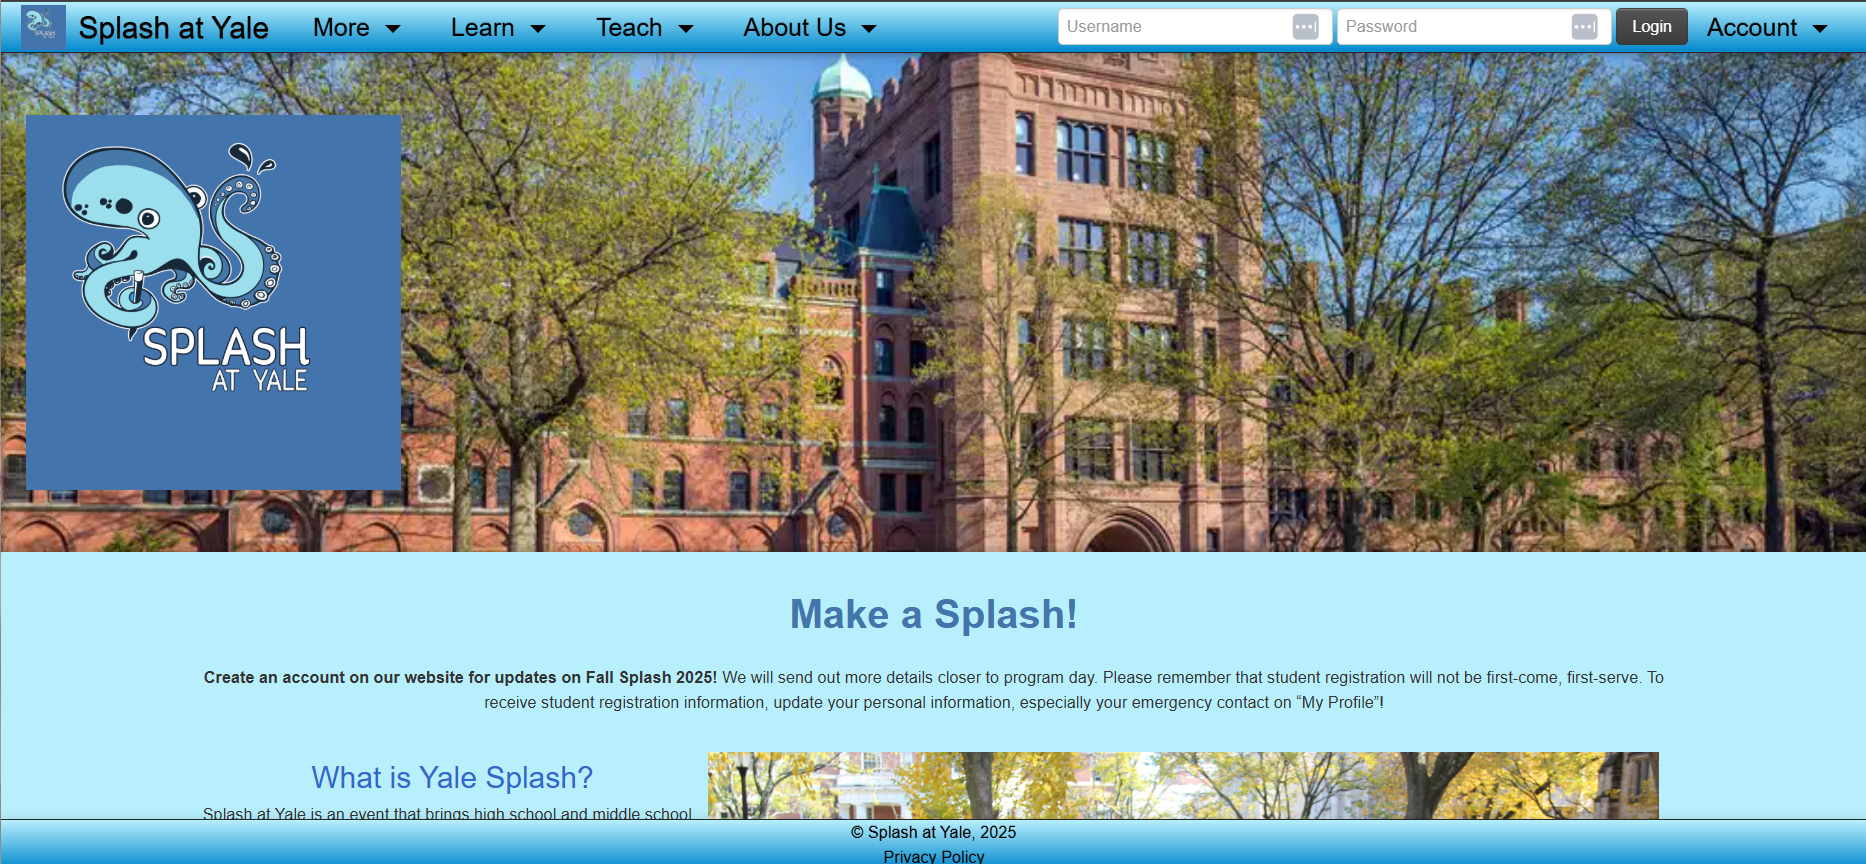 Splash at Yale More Learn Teach About Us Username Password Login Account
SPLASH
AT YALE
Make a Splash!
Create an account on our website for updates on Fall Splash 2025! We will send out more details closer to program day. Please remember that student registration will not be first-come, first-serve. To
receive student registration information, update your personal information, especially your emergency contact on “My Profile”!
What is Yale Splash?
Splash at Yale is an event that brings high school and middle school
© Splash at Yale, 2025
Privacy Policy